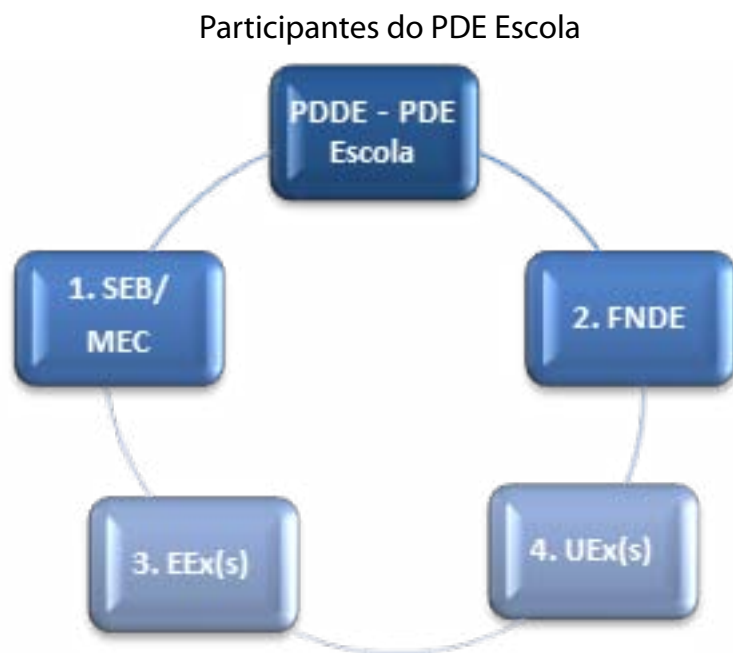 Participantes do PDE Escola
PDDE - PDE
Escola
1. SEB/
MEC
2. FNDE
3. EEx(s)
4. UEx(s)